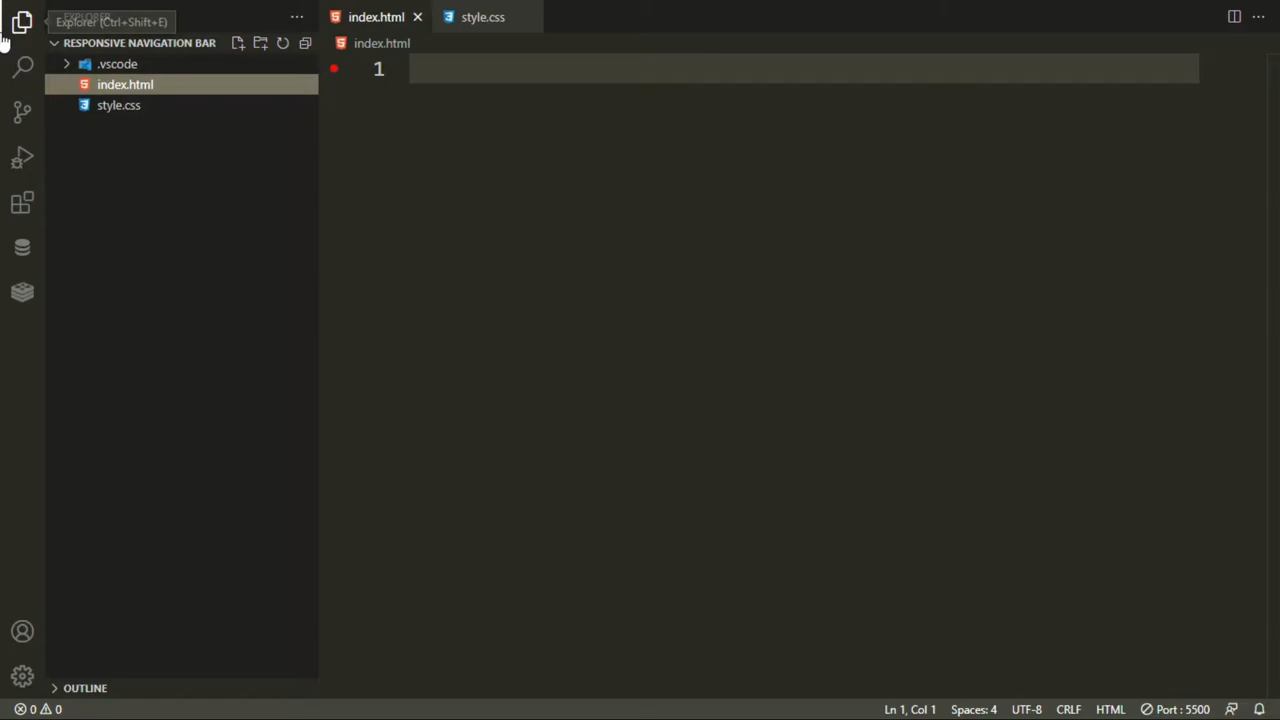 EXPLORER
Explorer (Ctrl+Shift+E)
RESPONSIVE NAVIGATION BAR
.vscode
index.html
style.css
OUTLINE
index.html
style.css
index.html
1
0 0
Ln 1, Col 1
Spaces: 4
UTF-8
CRLF
HTML
Port : 5500